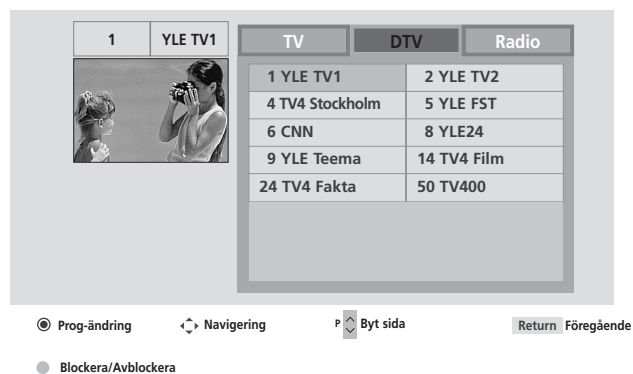 1 YLE TV1
TV DTV Radio
1 YLE TV1 2 YLE TV2
4 TV4 Stockholm 5 YLE FST
6 CNN 8 YLE24
9 YLE Teema 14 TV4 Film
24 TV4 Fakta 50 TV400
Prog-ändring Navigering P Byt sida Return Föregående
Blockera/Avblockera